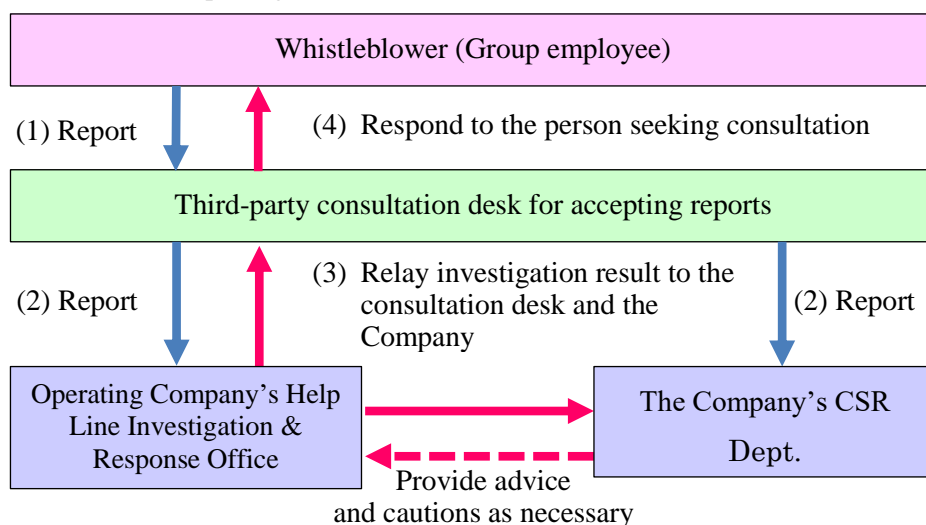 Whistleblower (Group employee)
(1) Report
(4) Respond to the person seeking consultation
Third-party consultation desk for accepting reports
(2) Report
(3) Relay investigation result to the
consultation desk and the
Company
(2) Report
Operating Company's Help
Line Investigation &
Response Office
The Company's CSR
Dept.
Provide advice
and cautions as necessary